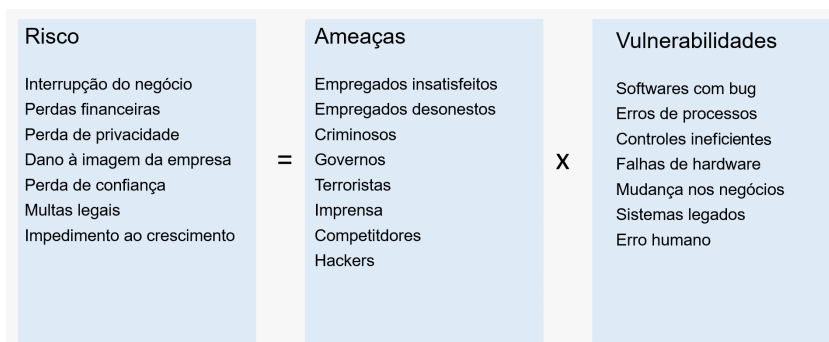 Risco
Interrupção do negócio
Perdas financeiras
Perda de privacidade
Dano à imagem da empresa
Perda de confiança
Multas legais
Impedimento ao crescimento
=
Ameaças
Empregados insatisfeitos
Empregados desonestos
Criminosos
Governos
Terroristas
Imprensa
Competitdores
Hackers
x
Vulnerabilidades
Softwares com bug
Erros de processos
Controles ineficientes
Falhas de hardware
Mudança nos negócios
Sistemas legados
Erro humano